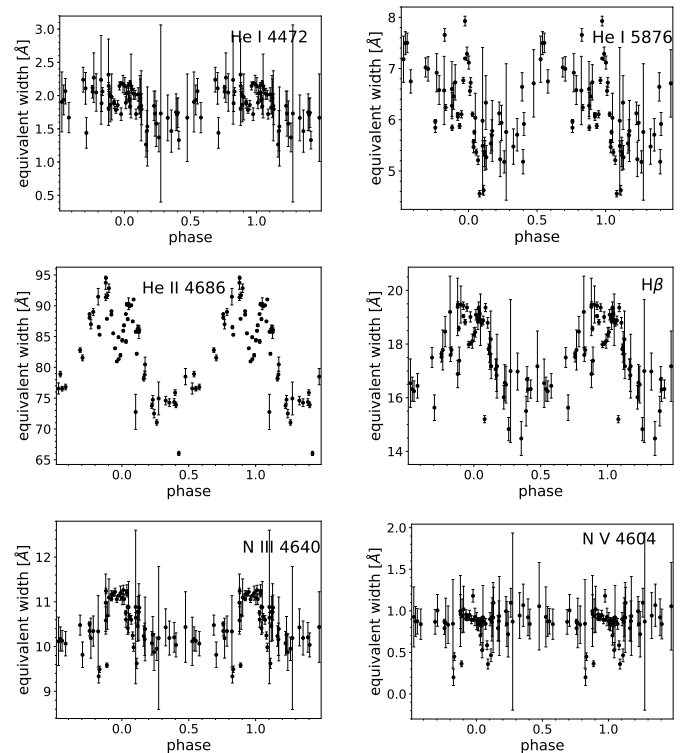 3.0
2.5
2.0
1.5
1.0
0.5
equivalent width [Å]
He I 4472
0.0 0.5 1.0
phase
8
7
6
5
equivalent width [Å]
He I 5876
0.0 0.5 1.0
phase
95
90
85
80
75
70
65
equivalent width [Å]
He II 4686
0.0 0.5 1.0
phase
20
18
16
14
equivalent width [Å]
Hβ
0.0 0.5 1.0
phase
12
11
10
9
equivalent width [Å]
N III 4640
0.0 0.5 1.0
phase
2.0
1.5
1.0
0.5
0.0
equivalent width [Å]
N V 4604
0.0 0.5 1.0
phase